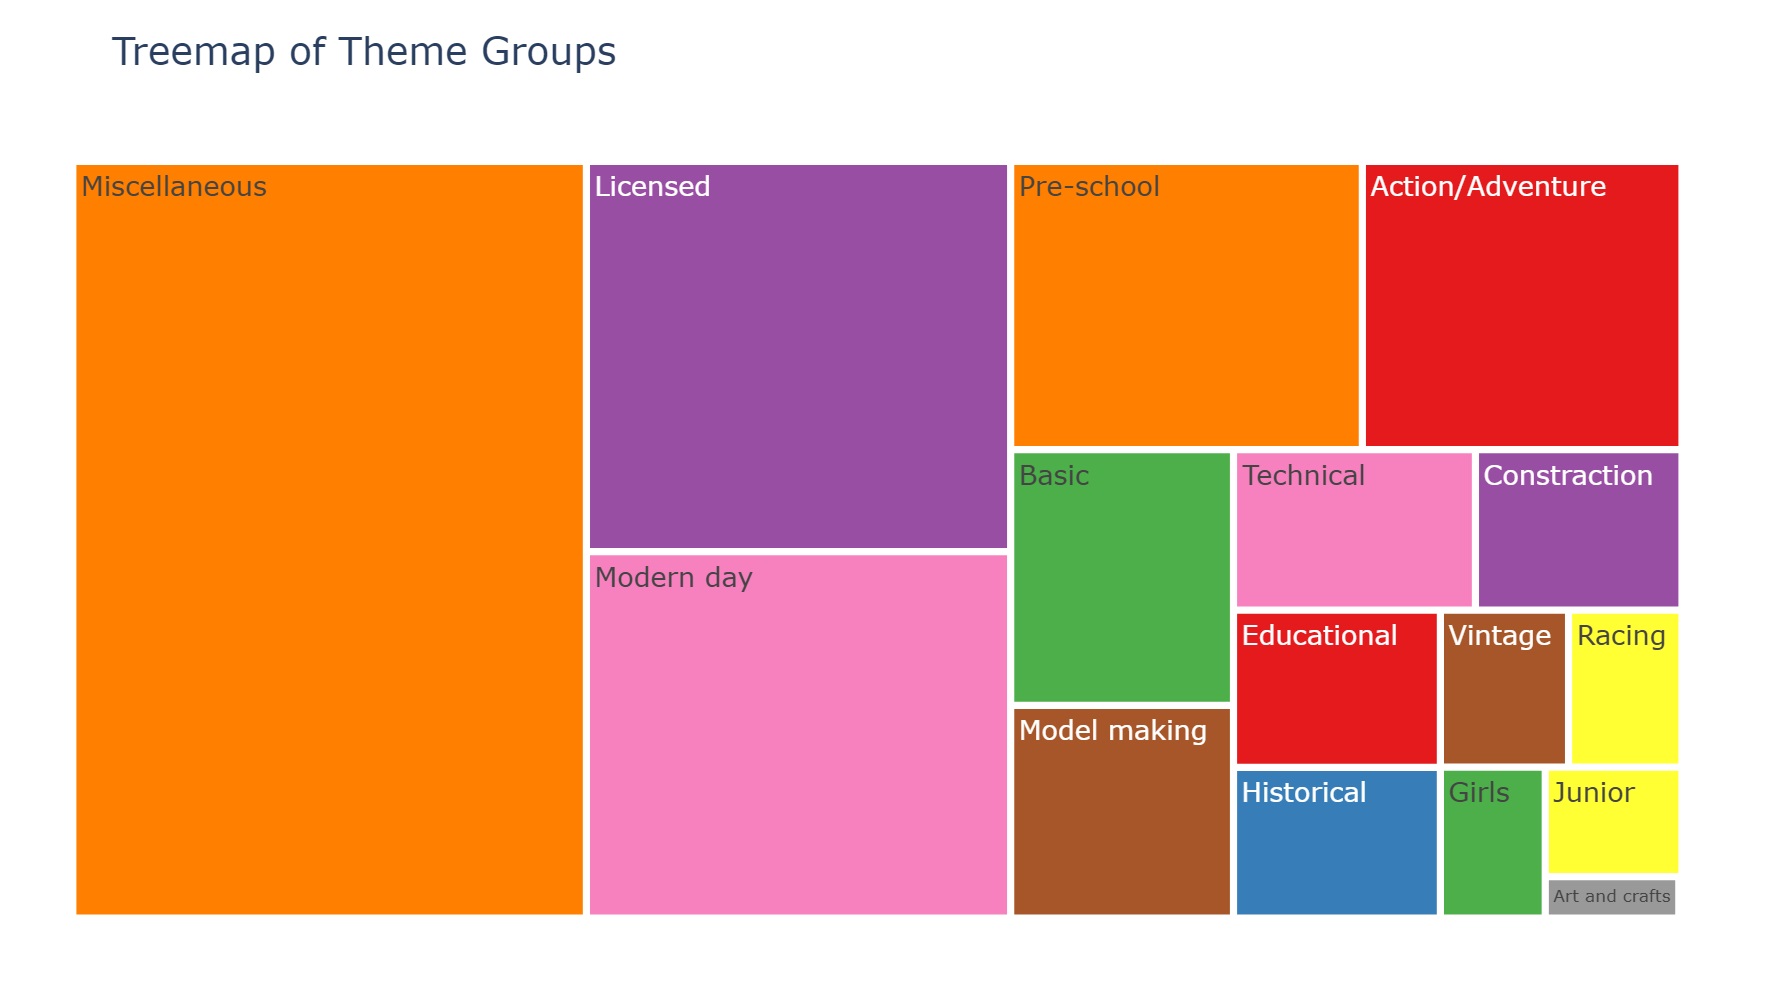 Treemap of Theme Groups
Miscellaneous
Licensed
Modern day
Pre-school
Action/Adventure
Basic
Technical
Constraction
Educational
Vintage
Racing
Model making
Historical
Girls
Junior
Art and crafts